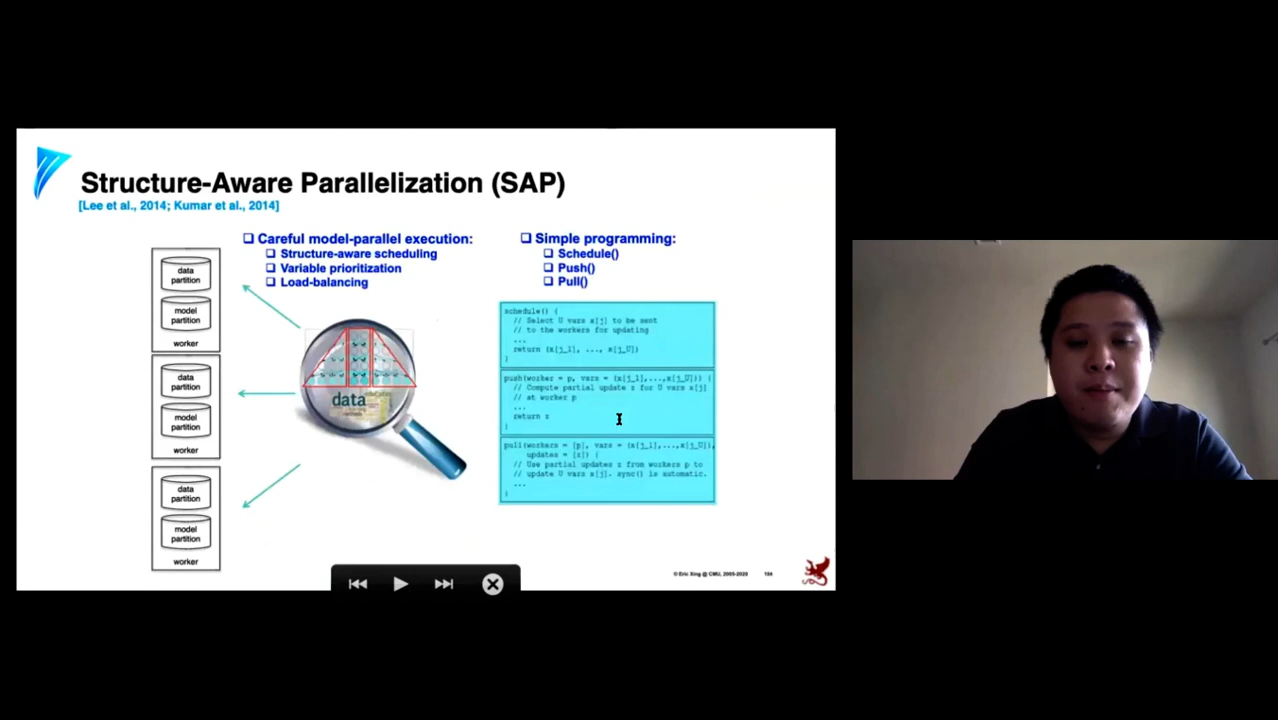 Structure-Aware Parallelization (SAP)
[Lee et al., 2014; Kumar et al., 2014]
❑ Careful model-parallel execution:
❑ Structure-aware scheduling
❑ Variable prioritization
❑ Load-balancing
❑ Simple programming:
❑ Schedule()
❑ Push()
❑ Pull()
data
partition
model
partition
worker
data
partition
model
partition
worker
data
partition
model
partition
worker
data
schedule() {
// Select U vars x[j] to be sent
// to the workers for updating
...
return (x[j_1], ..., x[j_U])
}
push(worker = p, vars = (x[j_1],...,x[j_U])) {
// Compute partial update z for U vars x[j]
// at worker p
...
return z
}
pull(workers = [p], vars = (x[j_1],...,x[j_U]),
updates = [z]) {
// Use partial updates z from workers p to
// update U vars x[j]. sync() is automatic.
...
}
© Eric Xing @ CMU, 2005-2020